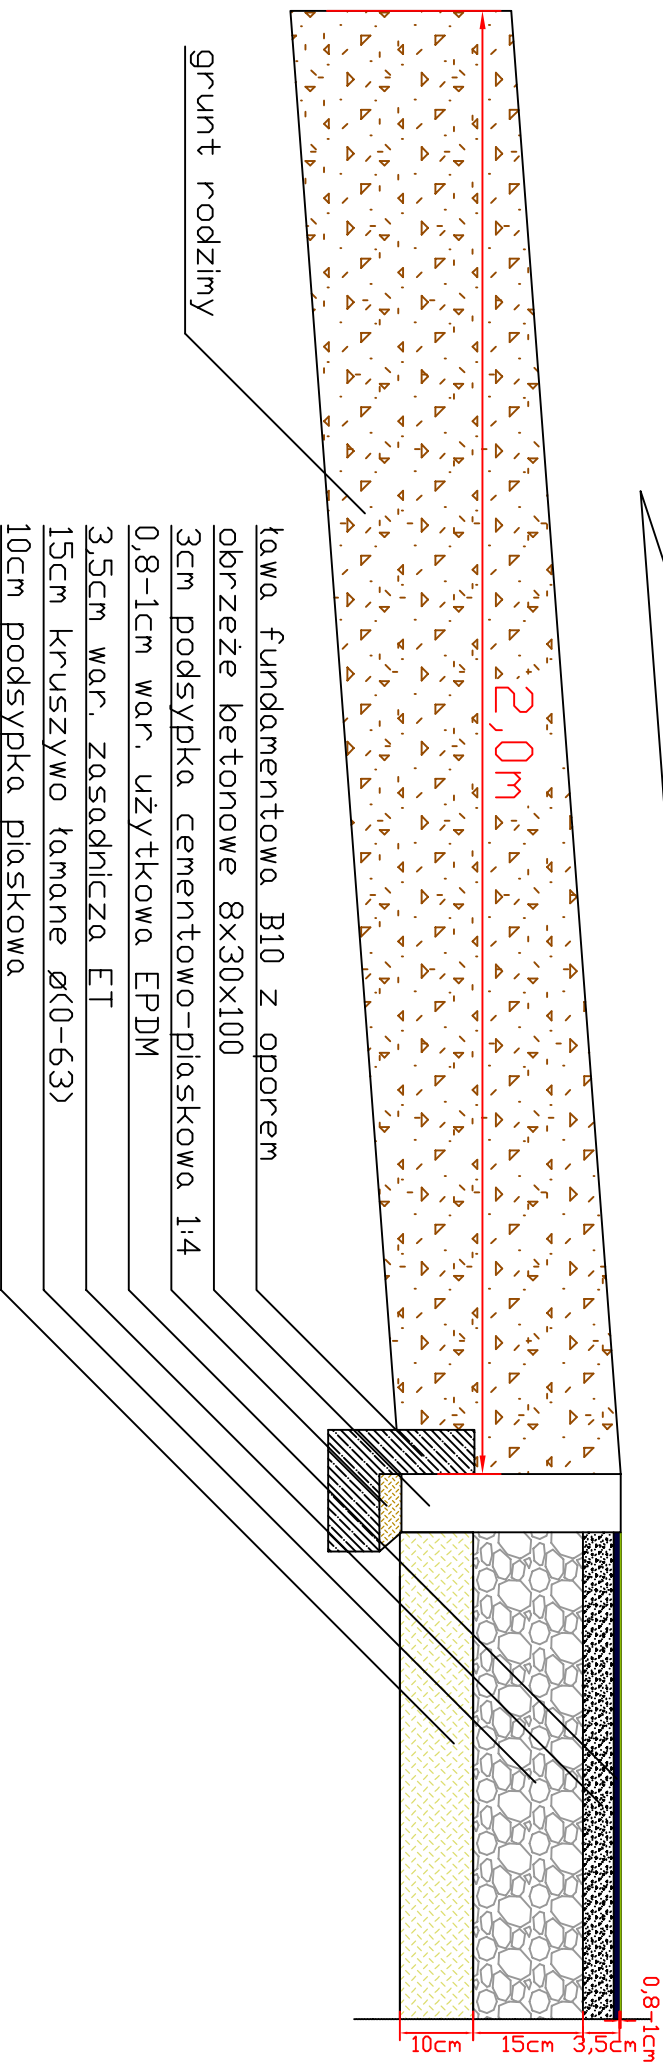 grunt rodzimy
2,0m
ława fundamentowa B10 z oporem
obrzeże betonowe 8x30x100
3cm podsypka cementowo-piaskowa 1:4
0,8-1cm war. użytkowa EPDM
3,5cm war. zasadnicza ET
15cm kruszywo łamane ø(0-63)
10cm podsypka piaskowa
0,8-1cm
3,5cm
15cm
10cm